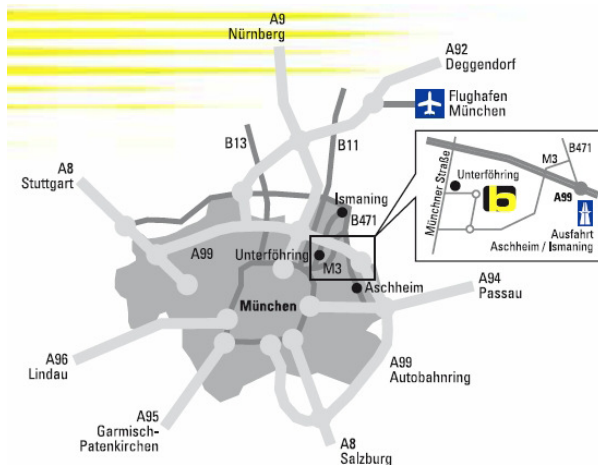 A9
Nürnberg
A92
Deggendorf
Flughafen
München
B13
B11
A8
Stuttgart
Ismaning
B471
A99
Unterföhring
M3
Aschheim
München
A94
Passau
A96
Lindau
A99
Autobahnring
A95
Garmisch-
Patenkirchen
A8
Salzburg
B471
M3
Münchner Straße
Unterföhring
A99
Ausfahrt
Aschheim / Ismaning